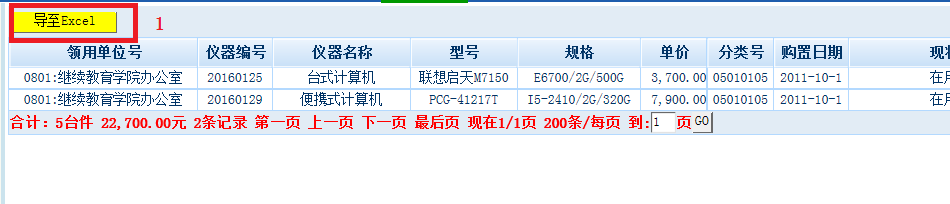 导至Excel 1
领用单位号 仪器编号 仪器名称 型号 规格 单价 分类号 购置日期 现
0801:继续教育学院办公室 20160125 台式计算机 联想启天M7150 E6700/2G/500G 3,700.00 05010105 2011-10-1 在用
0801:继续教育学院办公室 20160129 便携式计算机 PCG-41217T I5-2410/2G/320G 7,900.00 05010105 2011-10-1 在用
合计：5台件 22,700.00元 2条记录 第一页 上一页 下一页 最后页 现在1/1页 200条/每页 到:1 页GO